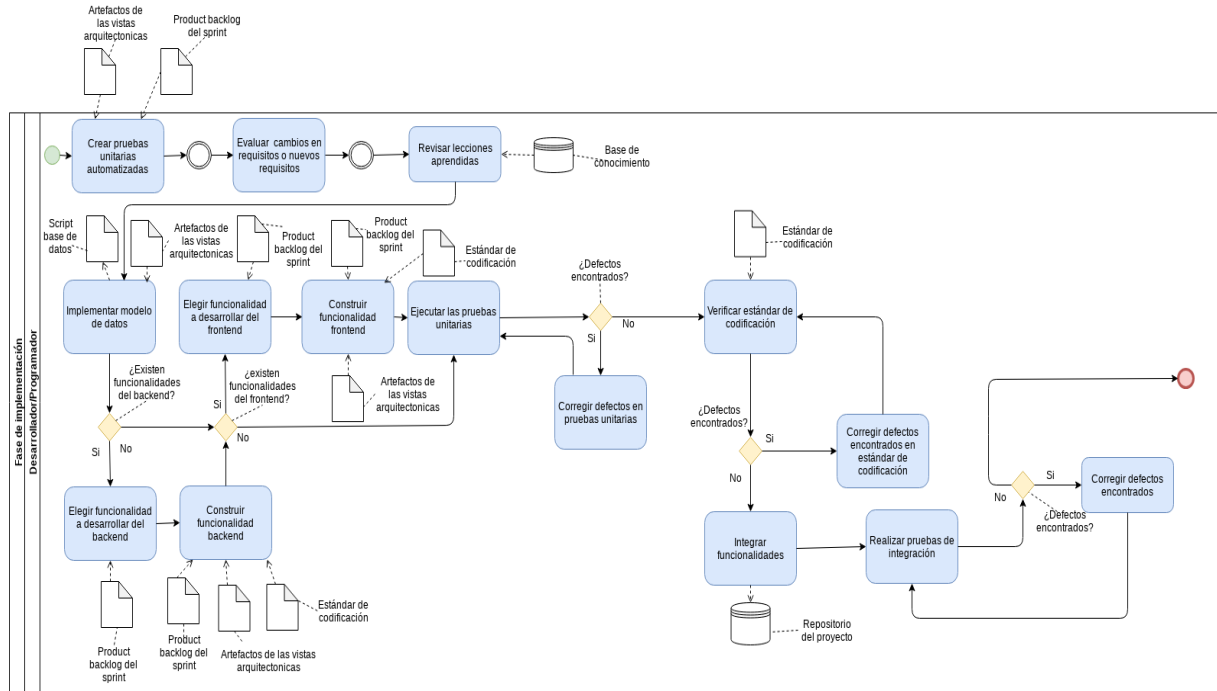 Artefactos de
las vistas
arquitectonicas
Product backlog
del sprint
Fase de implementación
Desarrollador/Programador
Crear pruebas
unitarias
automatizadas
Evaluar cambios en
requisitos o nuevos
requisitos
Revisar lecciones
aprendidas
Base de
conocimiento
Script
base de
datos
Artefactos de
las vistas
arquitectonicas
Product
backlog del
sprint
Product
backlog del
sprint
Estándar de
codificación
¿Defectos
encontrados?
Estándar de
codificación
Implementar modelo
de datos
Elegir funcionalidad
a desarrollar del
frontend
Construir
funcionalidad
frontend
Ejecutar las pruebas
unitarias
No
Si
Verificar estándar de
codificación
¿Existen
funcionalidades
del backend?
¿existen
funcionalidades
del frontend?
Artefactos de
las vistas
arquitectonicas
Corregir defectos en
pruebas unitarias
Si
No
Si
No
¿Defectos
encontrados?
Si
No
Corregir defectos
encontrados en
estándar de
codificación
Elegir funcionalidad
a desarrollar del
backend
Construir
funcionalidad
backend
Integrar
funcionalidades
Realizar pruebas de
integración
No
Si
¿Defectos
encontrados?
Corregir defectos
encontrados
Product
backlog del
sprint
Product
backlog del
sprint
Artefactos de las vistas
arquitectonicas
Estándar de
codificación
Repositorio
del proyecto